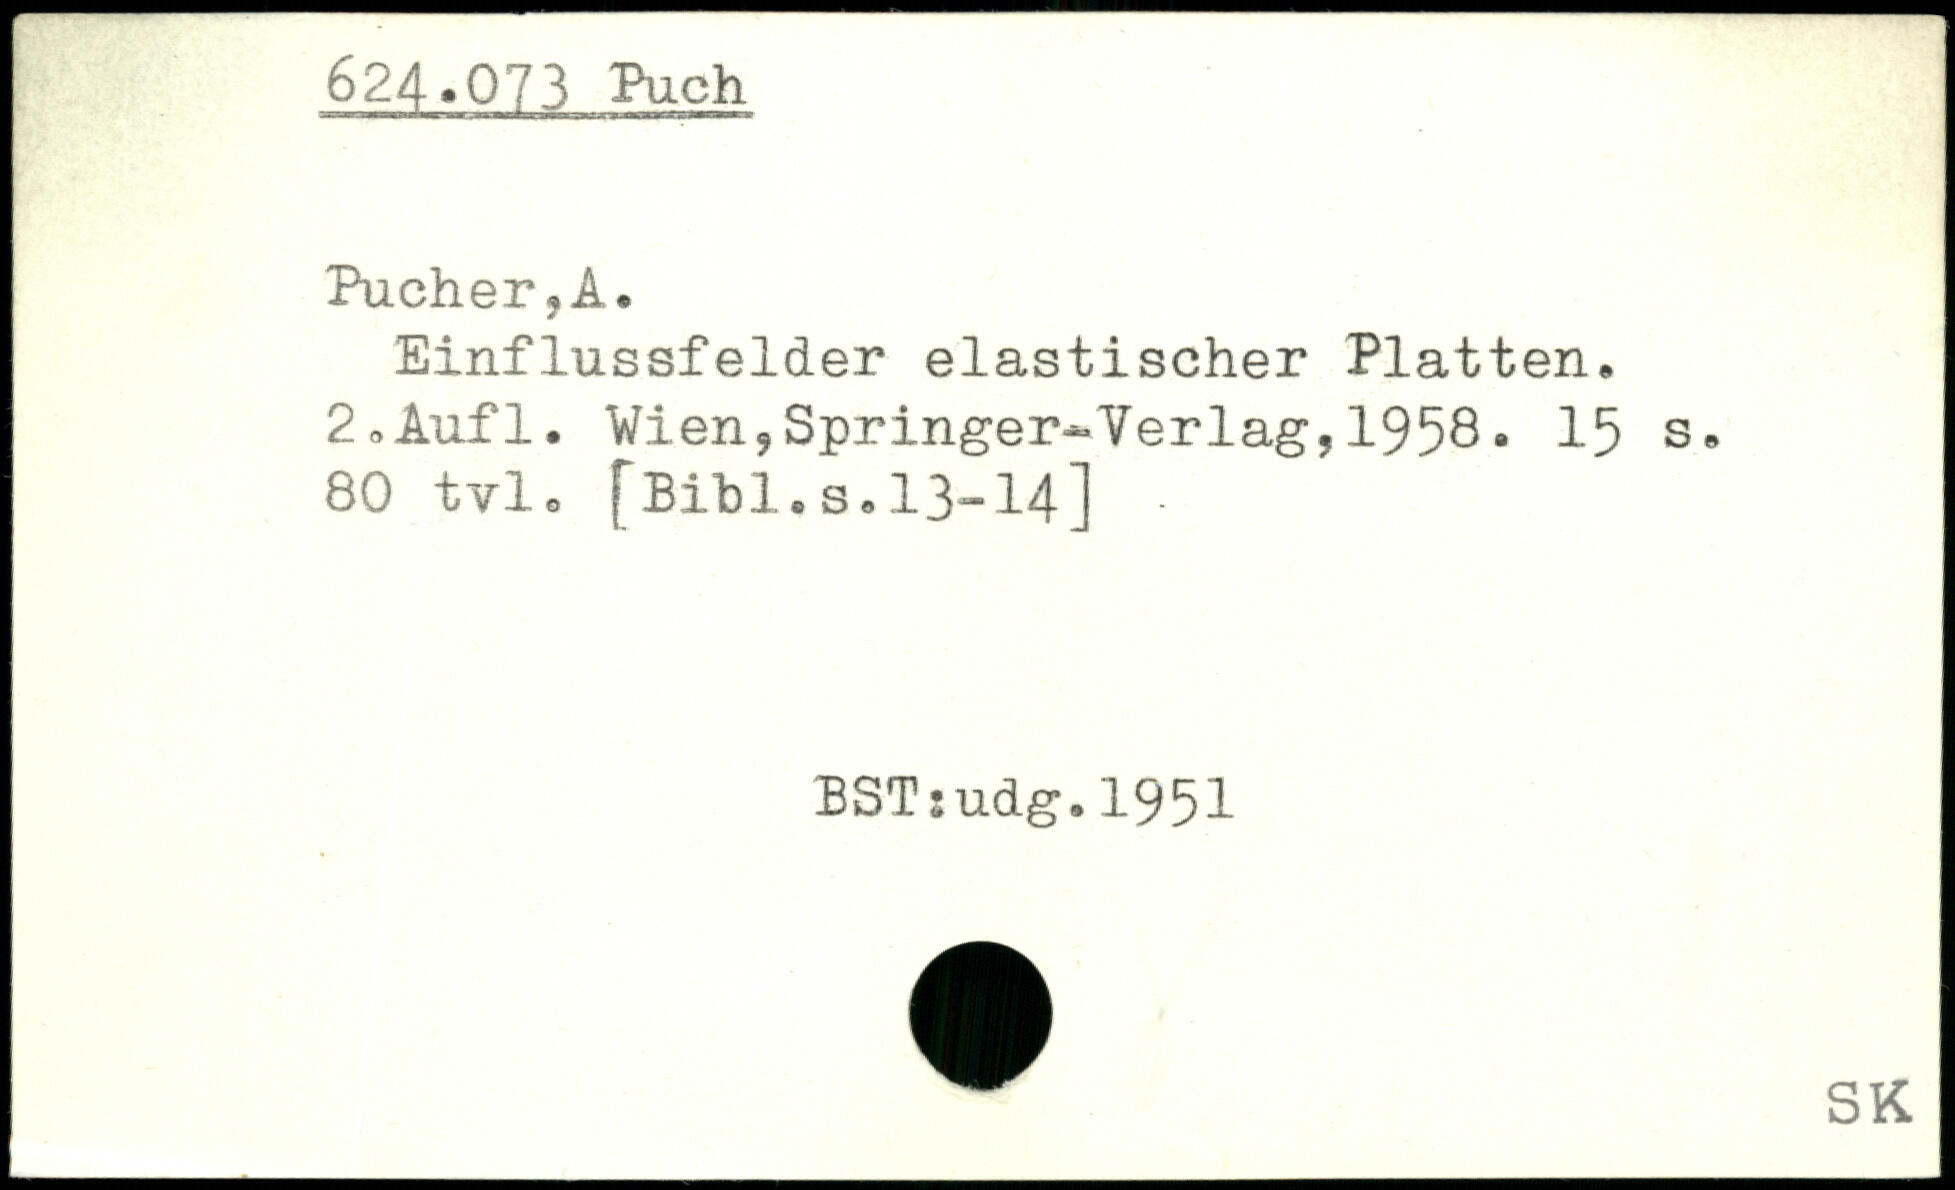 624.073 Puch
Pucher,A.
Einflussfelder elastischer Platten.
2.Aufl. Wien,Springer-Verlag,1958. 15 s.
80 tvl. [Bibl.s.13-14]
BST:udg.1951
SK